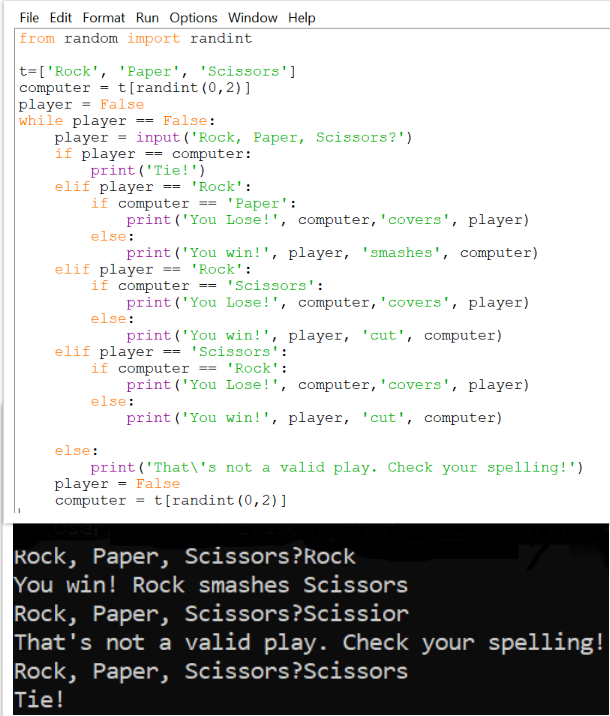 File Edit Format Run Options Window Help
from random import randint

t=['Rock', 'Paper', 'Scissors']
computer = t[randint(0,2)]
player = False
while player == False:
    player = input('Rock, Paper, Scissors?')
    if player == computer:
        print('Tie!')
    elif player == 'Rock':
        if computer == 'Paper':
            print('You Lose!', computer,'covers', player)
        else:
            print('You win!', player, 'smashes', computer)
    elif player == 'Rock':
        if computer == 'Scissors':
            print('You Lose!', computer,'covers', player)
        else:
            print('You win!', player, 'cut', computer)
    elif player == 'Scissors':
        if computer == 'Rock':
            print('You Lose!', computer,'covers', player)
        else:
            print('You win!', player, 'cut', computer)

    else:
        print('That\'s not a valid play. Check your spelling!')
    player = False
    computer = t[randint(0,2)]
Rock, Paper, Scissors?Rock
You win! Rock smashes Scissors
Rock, Paper, Scissors?Scissior
That's not a valid play. Check your spelling!
Rock, Paper, Scissors?Scissors
Tie!